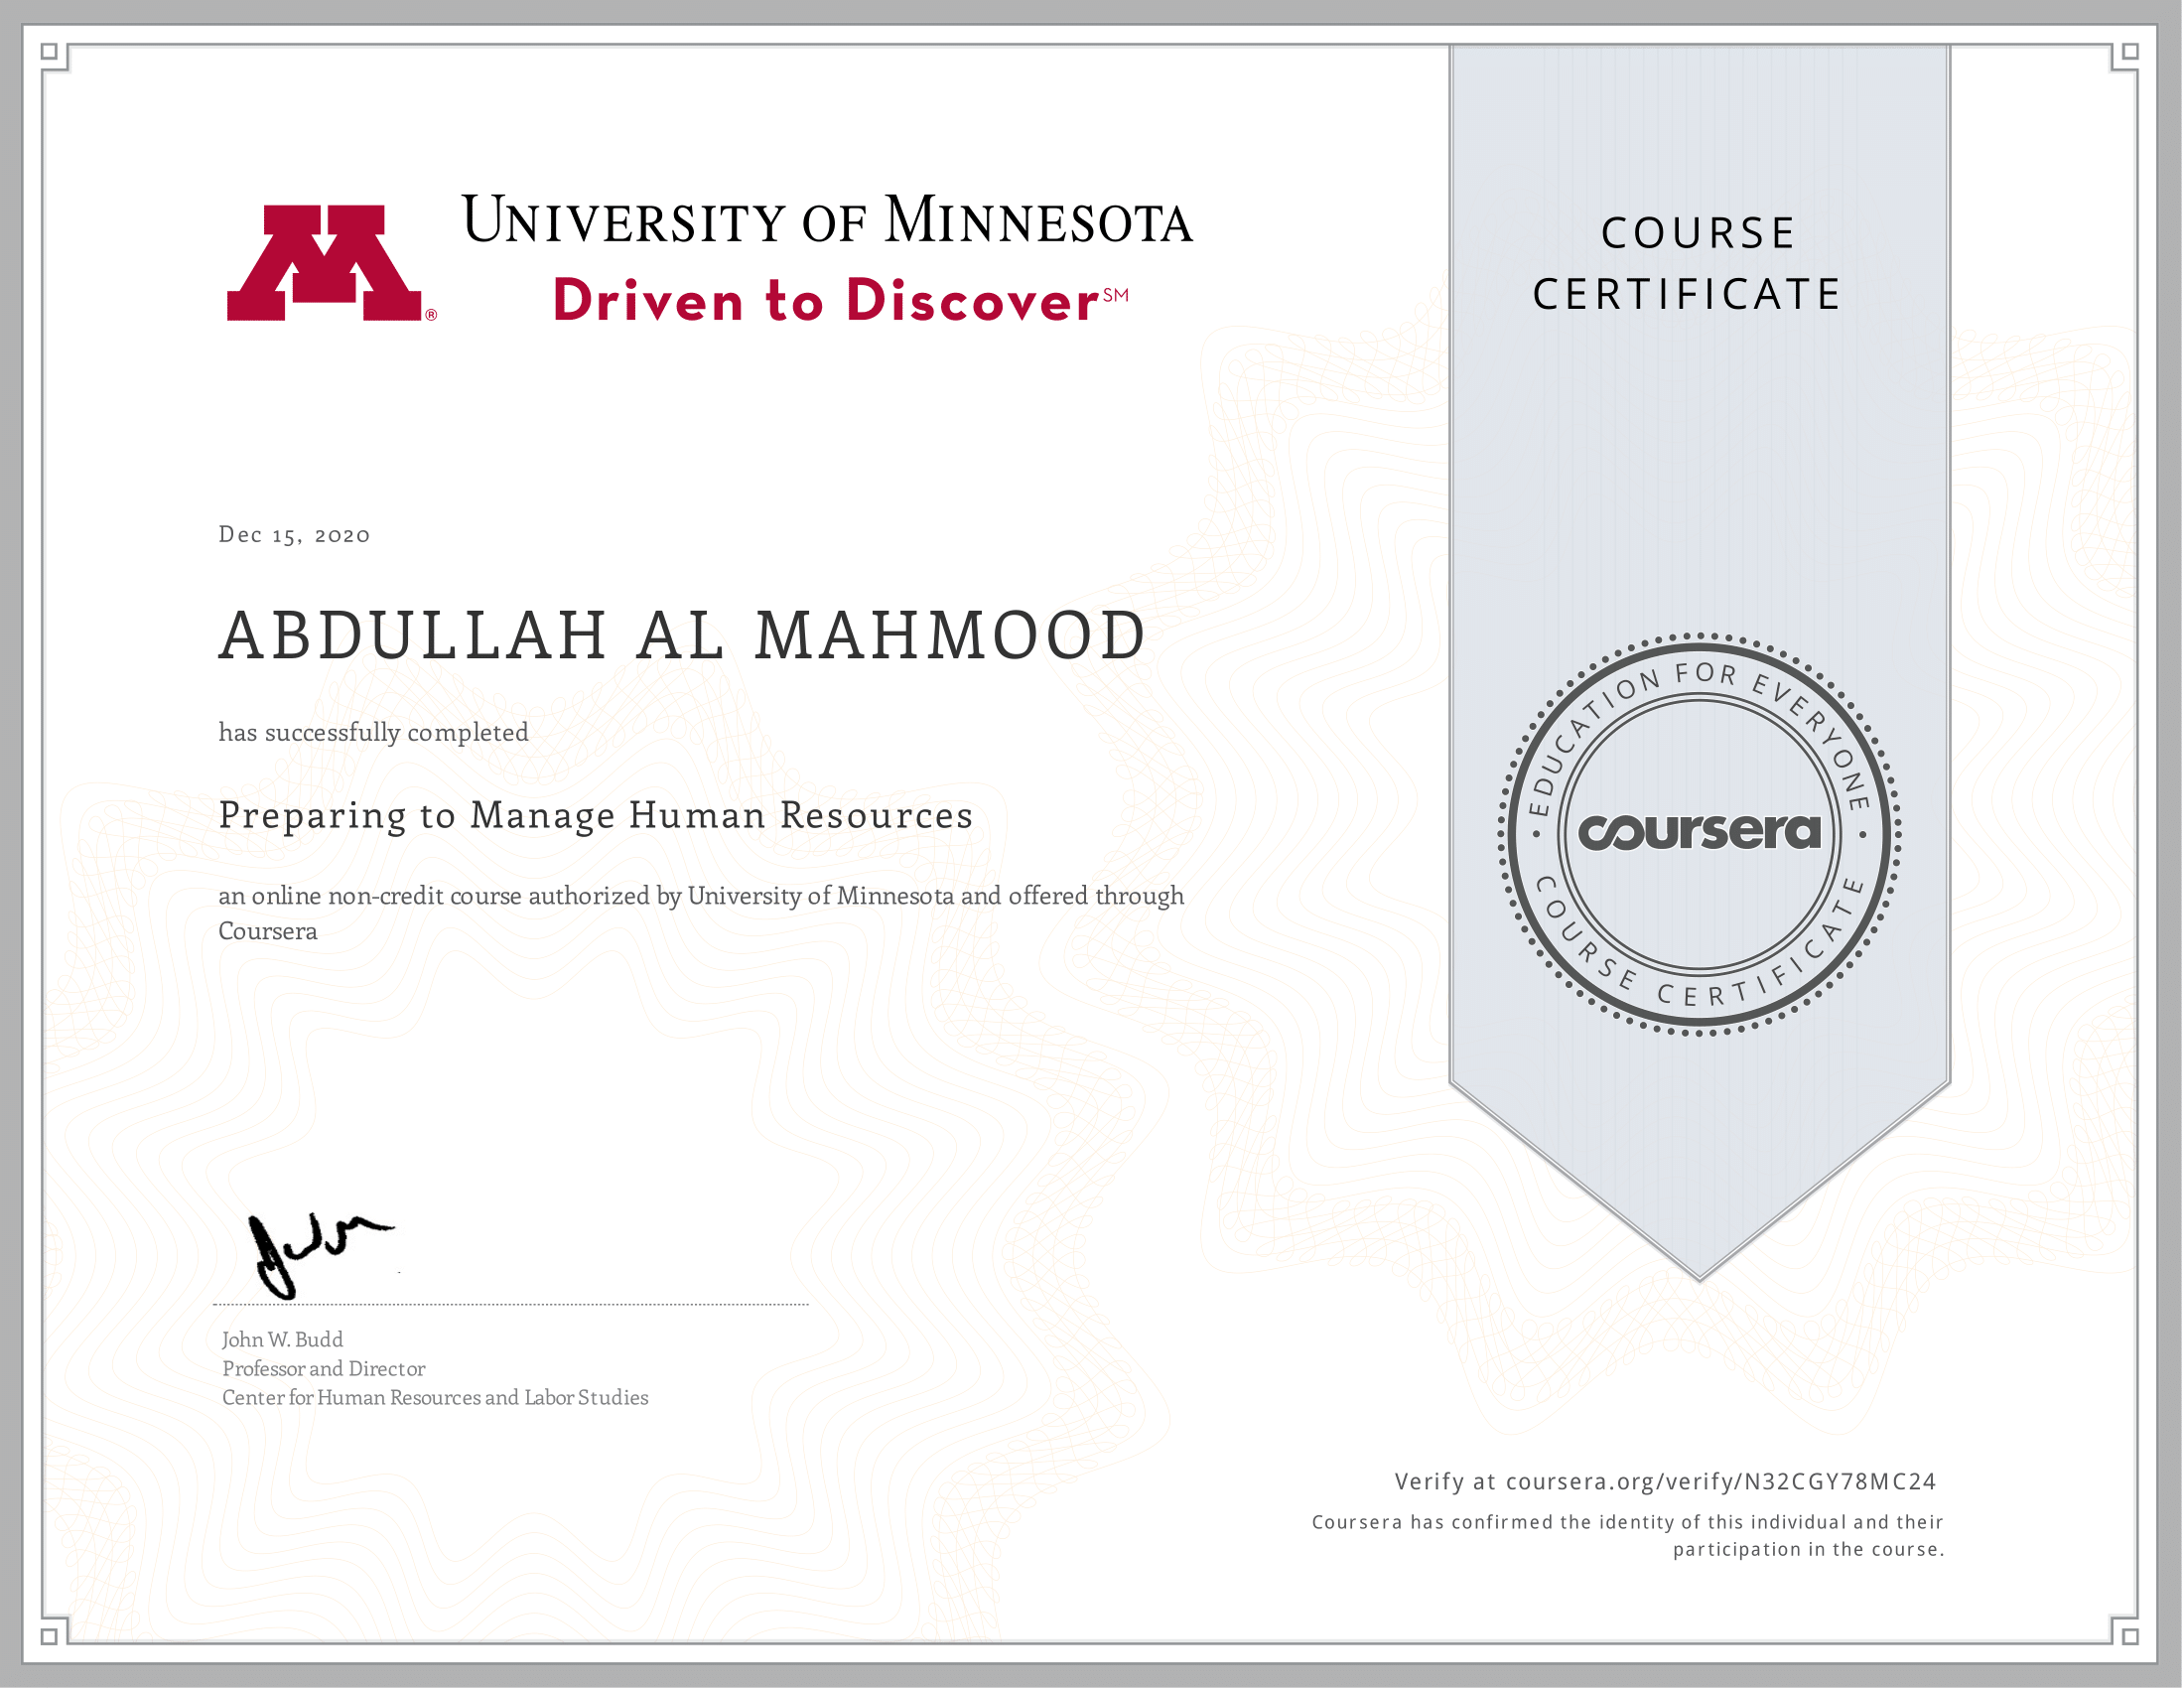 UNIVERSITY OF MINNESOTA
Driven to Discover℠
®
COURSE
CERTIFICATE
Dec 15, 2020
ABDULLAH AL MAHMOOD
has successfully completed
Preparing to Manage Human Resources
an online non-credit course authorized by University of Minnesota and offered through
Coursera
EDUCATION FOR EVERYONE
coursera
COURSE CERTIFICATE
John W. Budd
Professor and Director
Center for Human Resources and Labor Studies
Verify at coursera.org/verify/N32CGY78MC24
Coursera has confirmed the identity of this individual and their
participation in the course.